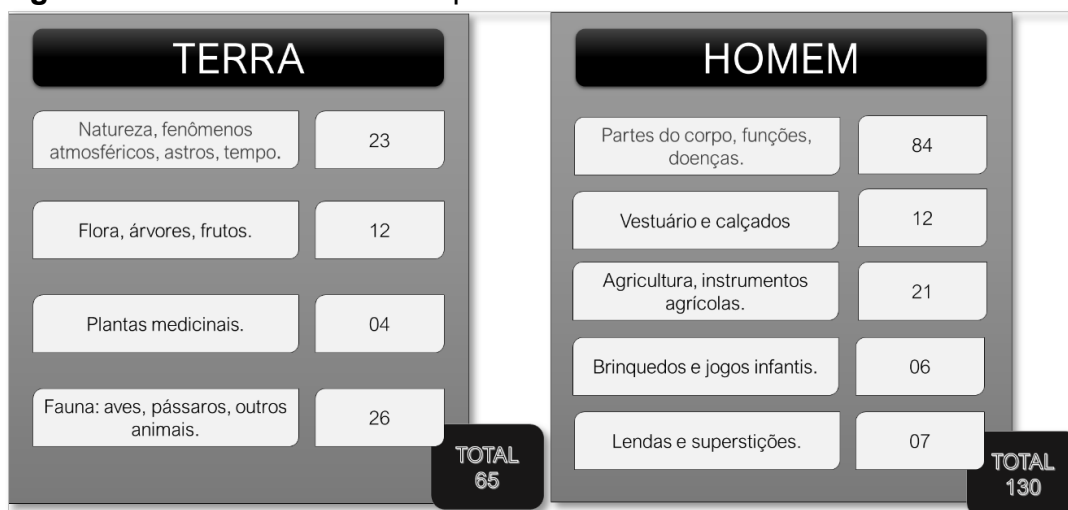 TERRA
Natureza, fenômenos
atmosféricos, astros, tempo.
23
Flora, árvores, frutos.
12
Plantas medicinais.
04
Fauna: aves, pássaros, outros
animais.
26
TOTAL
65
HOMEM
Partes do corpo, funções,
doenças.
84
Vestuário e calçados
12
Agricultura, instrumentos
agrícolas.
21
Brinquedos e jogos infantis.
06
Lendas e superstições.
07
TOTAL
130